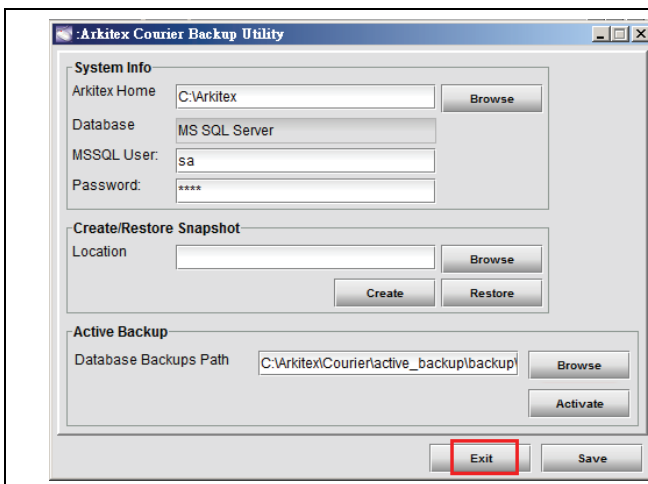 :Arkitex Courier Backup Utility
System Info
Arkitex Home C:\Arkitex Browse
Database MS SQL Server
MSSQL User: sa
Password: ****
Create/Restore Snapshot
Location Browse
Create Restore
Active Backup
Database Backups Path C:\Arkitex\Courier\active_backup\backup\ Browse
Activate
Exit Save